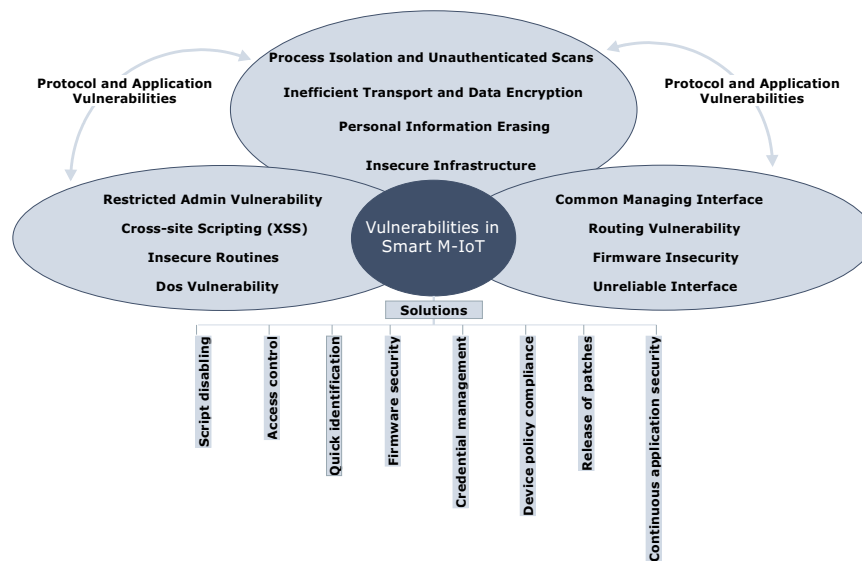 Process Isolation and Unauthenticated Scans
Inefficient Transport and Data Encryption
Personal Information Erasing
Insecure Infrastructure
Protocol and Application
Vulnerabilities
Protocol and Application
Vulnerabilities
Restricted Admin Vulnerability
Cross-site Scripting (XSS)
Insecure Routines
Dos Vulnerability
Vulnerabilities in
Smart M-IoT
Common Managing Interface
Routing Vulnerability
Firmware Insecurity
Unreliable Interface
Solutions
Script disabling
Access control
Quick identification
Firmware security
Credential management
Device policy compliance
Release of patches
Continuous application security